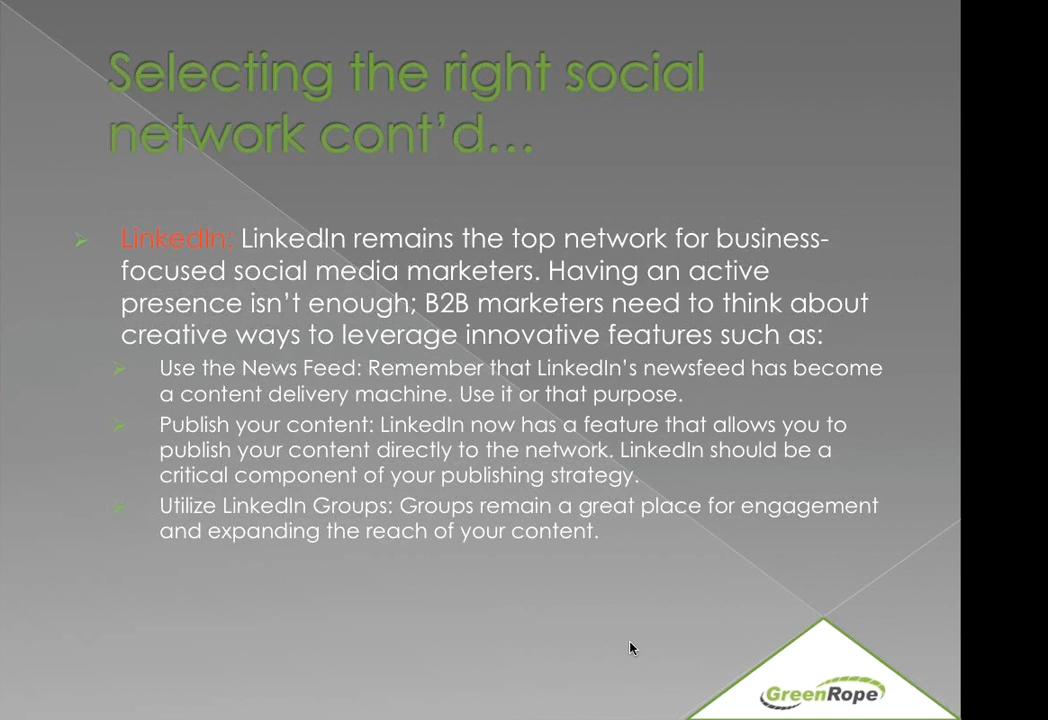 Selecting the right social
network cont’d…
LinkedIn: LinkedIn remains the top network for business-
focused social media marketers. Having an active
presence isn’t enough; B2B marketers need to think about
creative ways to leverage innovative features such as:
Use the News Feed: Remember that LinkedIn’s newsfeed has become
a content delivery machine. Use it or that purpose.
Publish your content: LinkedIn now has a feature that allows you to
publish your content directly to the network. LinkedIn should be a
critical component of your publishing strategy.
Utilize LinkedIn Groups: Groups remain a great place for engagement
and expanding the reach of your content.
GreenRope